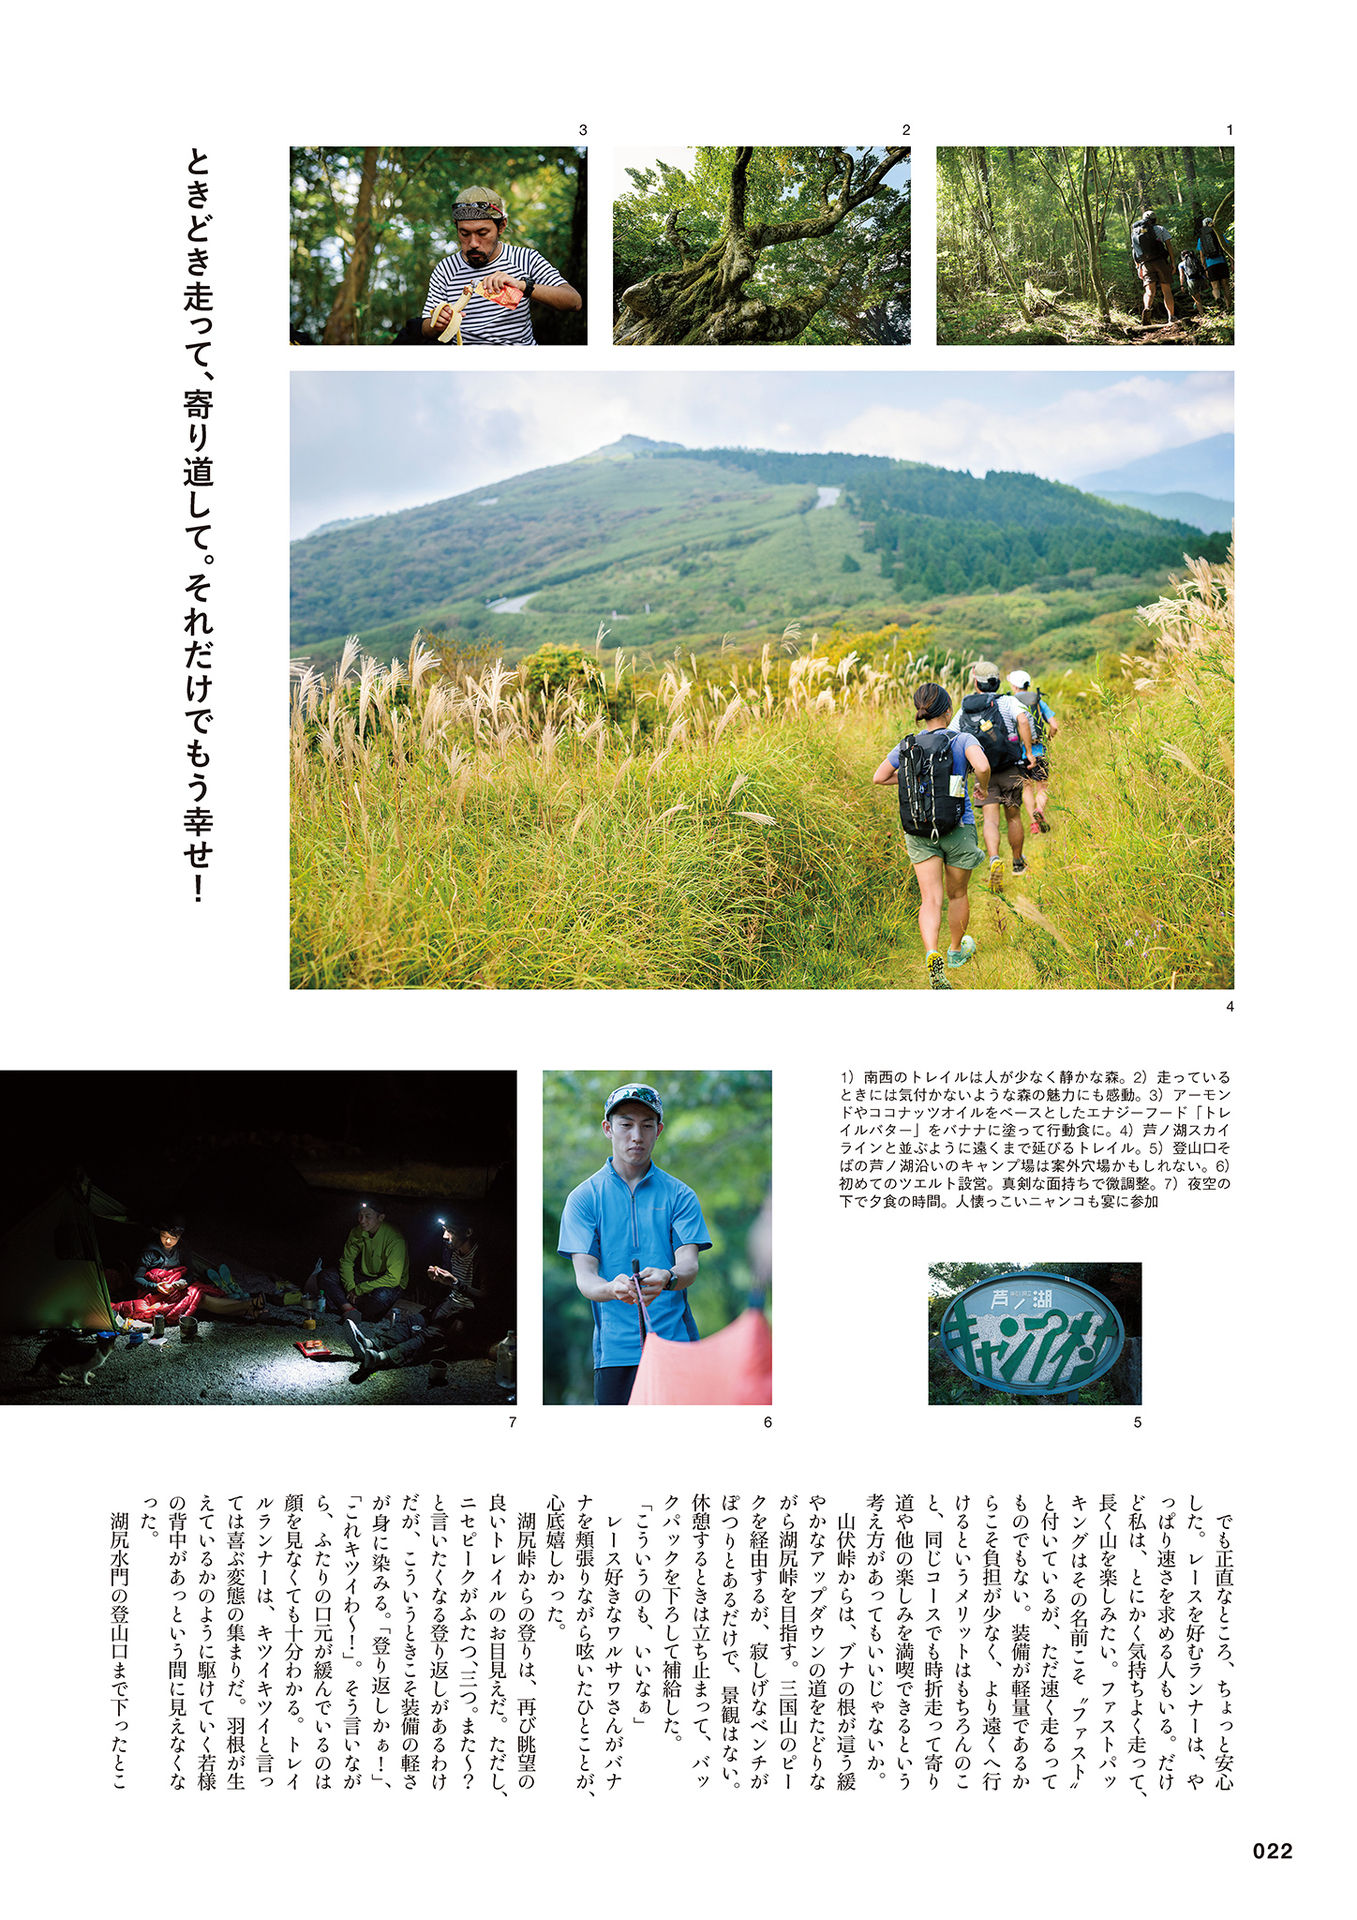 1
2
3
ときどき走って、寄り道して。それだけでもう幸せ！
4
1）南西のトレイルは人が少なく静かな森。2）走っている
ときには気付かないような森の魅力にも感動。3）アーモン
ドやココナッツオイルをベースとしたエナジーフード「トレ
イルバター」をバナナに塗って行動食に。4）芦ノ湖スカイ
ラインと並ぶように遠くまで延びるトレイル。5）登山口そ
ばの芦ノ湖沿いのキャンプ場は案外穴場かもしれない。6）
初めてのツエルト設営。真剣な面持ちで微調整。7）夜空の
下で夕食の時間。人懐っこいニャンコも宴に参加
芦ノ湖
キャンプ村
5
6
7
でも正直なところ、ちょっと安心
した。レースを好むランナーは、や
っぱり速さを求める人もいる。だけ
ど私は、とにかく気持ちよく走って、
長く山を楽しみたい。ファストパッ
キングはその名前こそ〝ファスト〟
と付いているが、ただ速く走るって
ものでもない。装備が軽量であるか
らこそ負担が少なく、より遠くへ行
けるというメリットはもちろんのこ
と、同じコースでも時折走って寄り
道や他の楽しみを満喫できるという
考え方があってもいいじゃないか。
山伏峠からは、ブナの根が這う緩
やかなアップダウンの道をたどりな
がら湖尻峠を目指す。三国山のピー
クを経由するが、寂しげなベンチが
ぽつりとあるだけで、景観はない。
休憩するときは立ち止まって、バッ
クパックを下ろして補給した。
「こういうのも、いいなぁ」
レース好きなワルサワさんがバナ
ナを頬張りながら呟いたひとことが、
心底嬉しかった。
湖尻峠からの登りは、再び眺望の
良いトレイルのお目見えだ。ただし、
ニセピークがふたつ、三つ。また〜？
と言いたくなる登り返しがあるわけ
だが、こういうときこそ装備の軽さ
が身に染みる。「登り返しかぁ！」、
「これキツイわ〜！」。そう言いなが
ら、ふたりの口元が緩んでいるのは
顔を見なくても十分わかる。トレイ
ルランナーは、キツイキツイと言っ
ては喜ぶ変態の集まりだ。羽根が生
えているかのように駆けていく若様
の背中があっという間に見えなくな
った。
湖尻水門の登山口まで下ったとこ
022